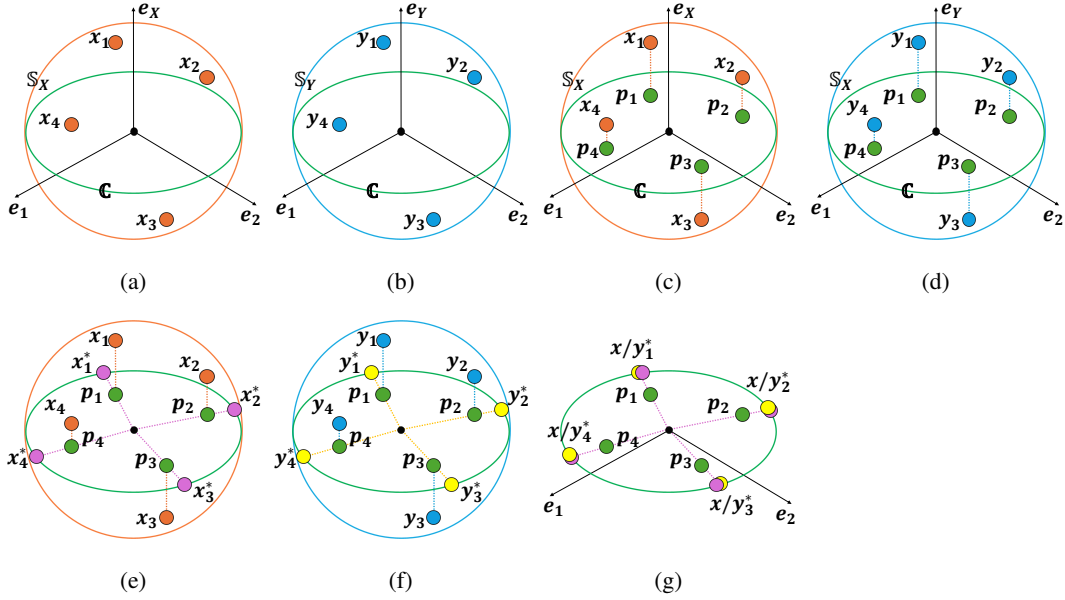 e_X
x_1
x_2
𝕊_X
x_4
ℂ
e_1
e_2
x_3
(a)
e_Y
y_1
y_2
𝕊_Y
y_4
ℂ
e_1
e_2
y_3
(b)
e_X
x_1
x_2
𝕊_X
p_1
x_4
p_2
p_4
p_3
ℂ
e_1
e_2
x_3
(c)
e_Y
y_1
y_2
𝕊_X
p_1
y_4
p_2
p_4
p_3
ℂ
e_1
e_2
y_3
(d)
x_1
x_1^*
x_2
p_1
x_2^*
x_4
p_2
p_4
x_4^*
p_3
x_3^*
x_3
(e)
y_1
y_1^*
y_2
p_1
y_2^*
y_4
p_2
p_4
y_4^*
p_3
y_3^*
y_3
(f)
x/y_1^*
x/y_2^*
p_1
p_2
x/y_4^*
p_4
p_3
x/y_3^*
e_1
e_2
(g)